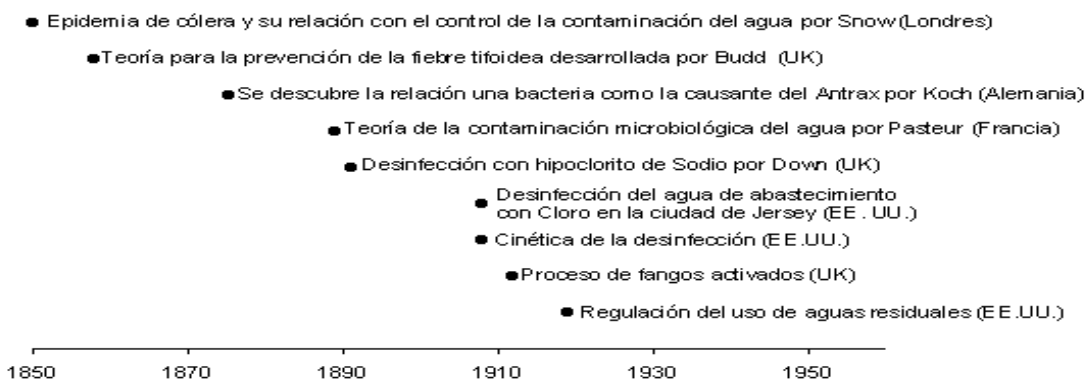 Epidemia de cólera y su relación con el control de la contaminación del agua por Snow (Londres)
Teoría para la prevención de la fiebre tifoidea desarrollada por Budd (UK)
Se descubre la relación una bacteria como la causante del Antrax por Koch (Alemania)
Teoría de la contaminación microbiológica del agua por Pasteur (Francia)
Desinfección con hipoclorito de Sodio por Down (UK)
Desinfección del agua de abastecimiento
con Cloro en la ciudad de Jersey (EE. UU.)
Cinética de la desinfección (EE.UU.)
Proceso de fangos activados (UK)
Regulación del uso de aguas residuales (EE.UU.)
1850 1870 1890 1910 1930 1950